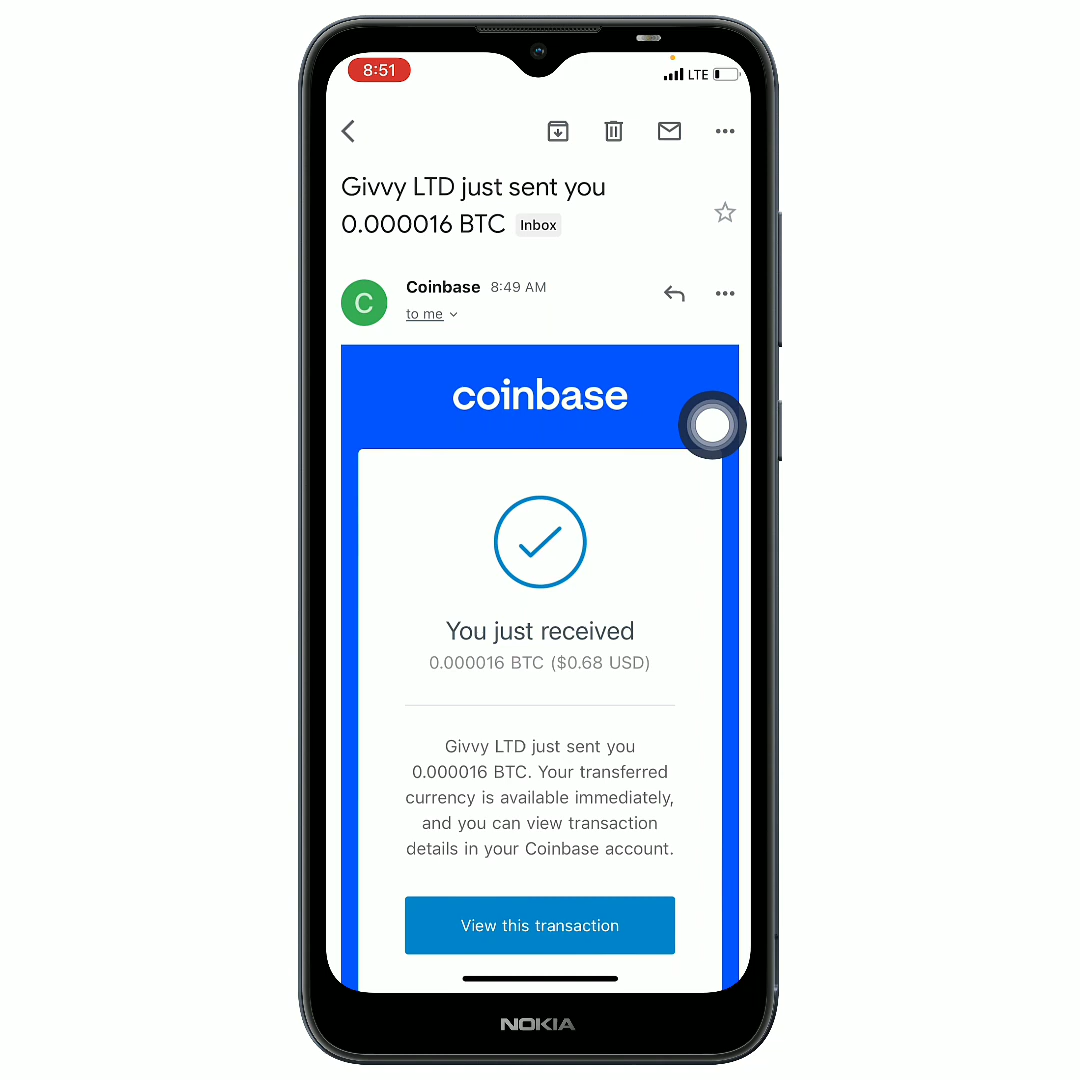 8:51
LTE
Givvy LTD just sent you
0.000016 BTC Inbox
C
Coinbase 8:49 AM
to me
coinbase
You just received
0.000016 BTC ($0.68 USD)
Givvy LTD just sent you
0.000016 BTC. Your transferred
currency is available immediately,
and you can view transaction
details in your Coinbase account.
View this transaction
NOKIA